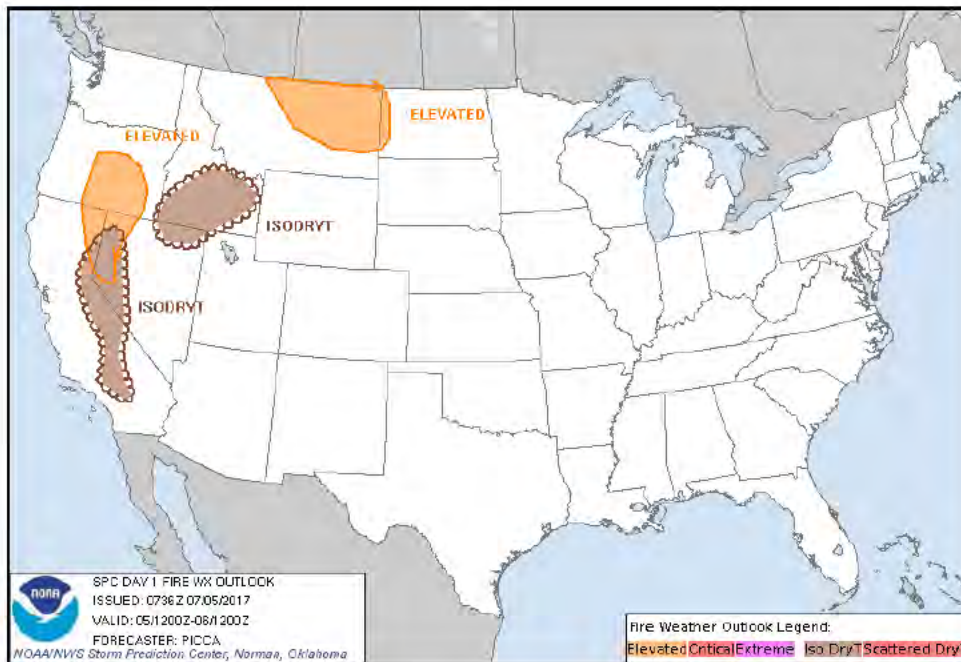 ELEVATED
ELEVATED
ISODRYT
ISODRYT
SPC DAY 1 FIRE WX OUTLOOK
ISSUED: 0736Z 07/05/2017
VALID: 05/1200Z-06/1200Z
FORECASTER: PICCA
NOAA/NWS Storm Prediction Center, Norman, Oklahoma
noaa
Fire Weather Outlook Legend:
Elevated Critical Extreme Iso DryT Scattered Dry